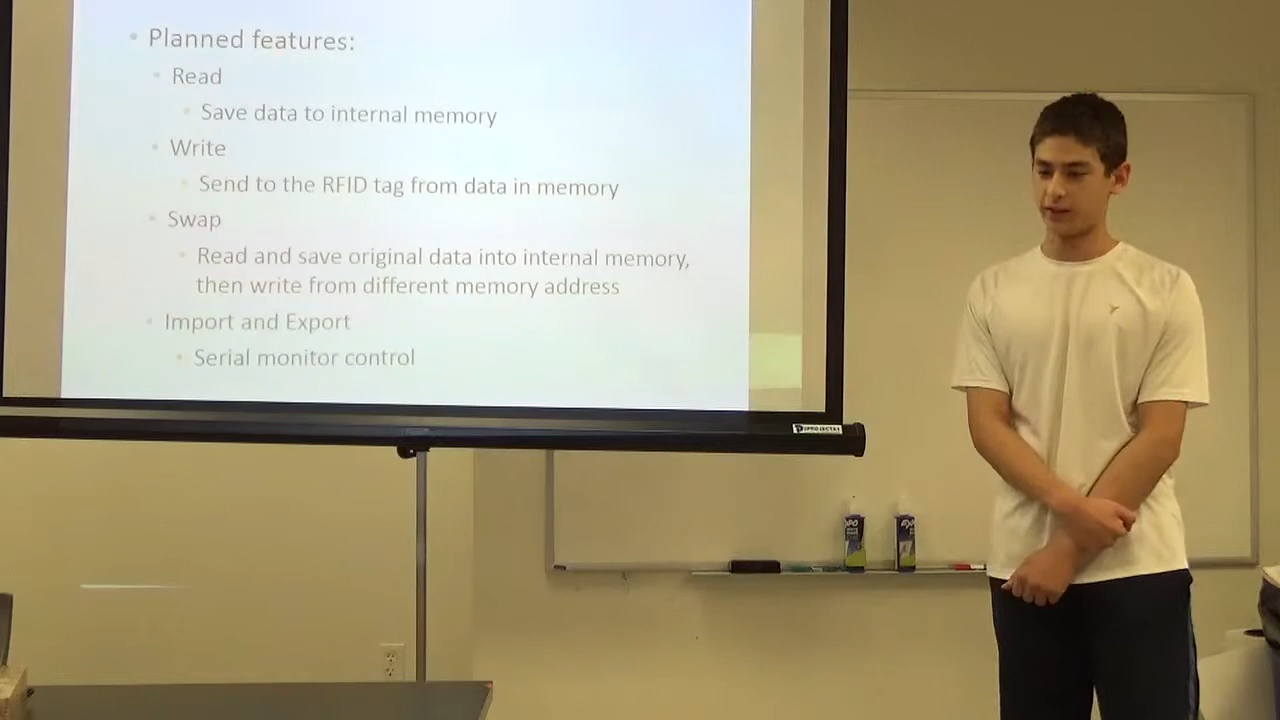 • Planned features:
• Read
• Save data to internal memory
• Write
• Send to the RFID tag from data in memory
• Swap
• Read and save original data into internal memory,
then write from different memory address
• Import and Export
• Serial monitor control
EXPO